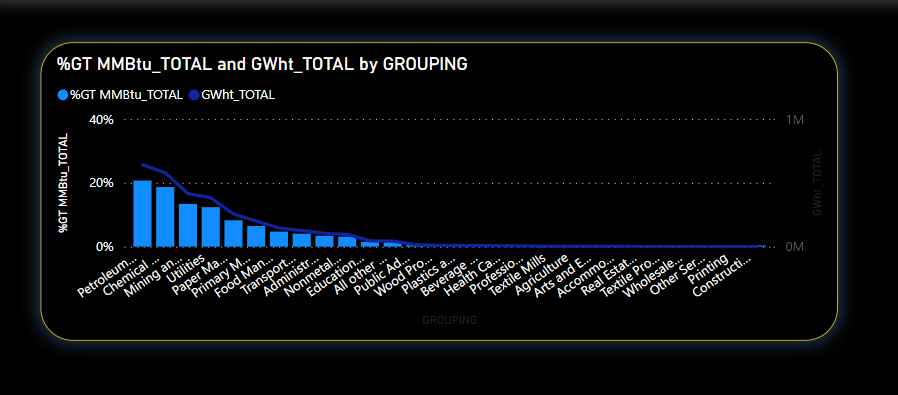 %GT MMBtu_TOTAL and GWht_TOTAL by GROUPING
%GT MMBtu_TOTAL GWht_TOTAL
%GT MMBtu_TOTAL
40%
20%
0%
1M
0M
GWht_TOTAL
Petroleum...
Chemical ...
Mining an...
Utilities
Paper Ma...
Primary M...
Food Man...
Transport...
Administr...
Nonmetal...
Education...
All other ...
Public Ad...
Wood Pro...
Plastics a...
Beverage ...
Health Ca...
Professio...
Textile Mills
Agriculture
Arts and E...
Accommo...
Real Estat...
Textile Pro...
Wholesale...
Other Ser...
Printing
Constructi...
GROUPING